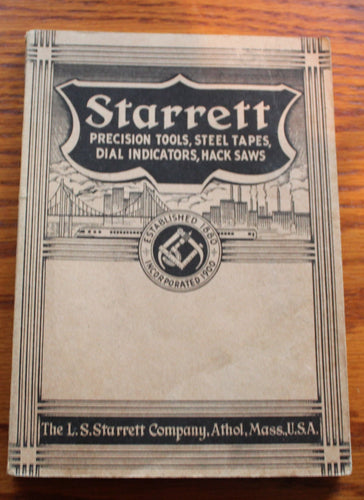 Starrett
PRECISION TOOLS, STEEL TAPES,
DIAL INDICATORS, HACK SAWS
ESTABLISHED 1880
INCORPORATED 1900
The L.S. Starrett Company, Athol, Mass., U.S.A.